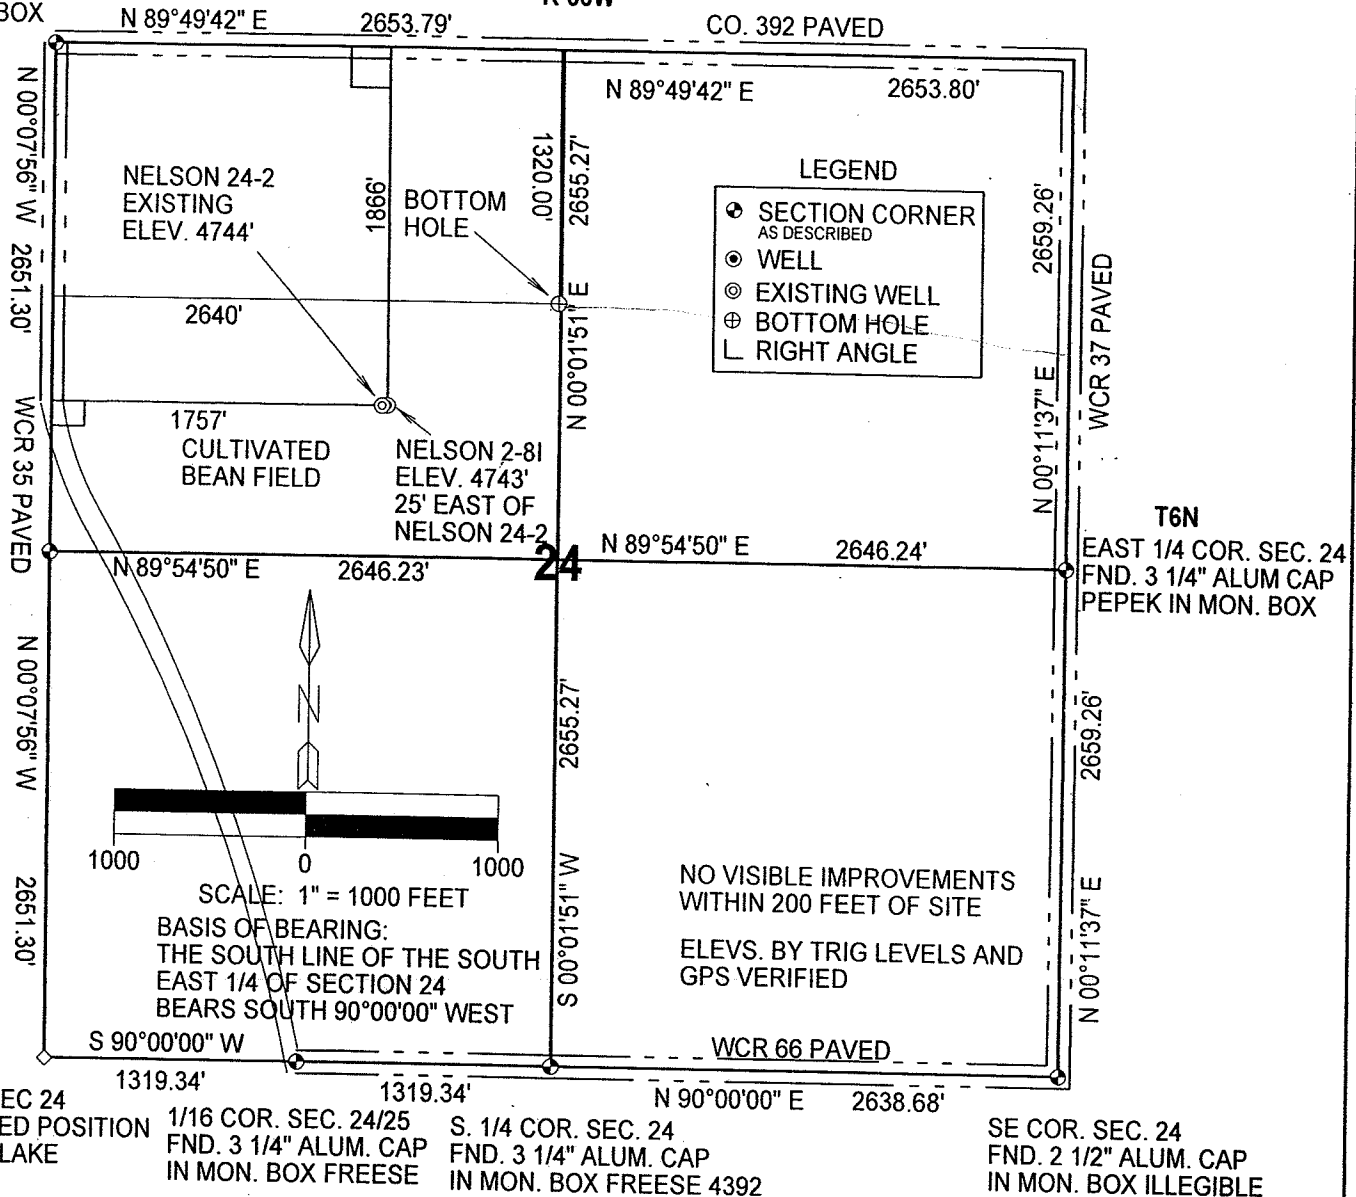 BOX
N 89°49'42" E
2653.79'
CO. 392 PAVED
N 89°49'42" E
2653.80'
N 00°07'56" W
2651.30'
WCR 35 PAVED
NELSON 24-2
EXISTING
ELEV. 4744'
1866'
BOTTOM
HOLE
1320.00'
2655.27'
N 00°01'51" E
LEGEND
SECTION CORNER
AS DESCRIBED
WELL
EXISTING WELL
BOTTOM HOLE
RIGHT ANGLE
2659.26'
N 00°11'37" E
WCR 37 PAVED
2640'
1757'
CULTIVATED
BEAN FIELD
NELSON 2-8I
ELEV. 4743'
25' EAST OF
NELSON 24-2
T6N
EAST 1/4 COR. SEC. 24
FND. 3 1/4" ALUM CAP
PEPEK IN MON. BOX
N 89°54'50" E
2646.23'
24
N 89°54'50" E
2646.24'
N 00°07'56" W
2651.30'
N
2655.27'
S 00°01'51" W
2659.26'
N 00°11'37" E
1000
0
1000
SCALE: 1" = 1000 FEET
BASIS OF BEARING:
THE SOUTH LINE OF THE SOUTH
EAST 1/4 OF SECTION 24
BEARS SOUTH 90°00'00" WEST
NO VISIBLE IMPROVEMENTS
WITHIN 200 FEET OF SITE
ELEVS. BY TRIG LEVELS AND
GPS VERIFIED
S 90°00'00" W
WCR 66 PAVED
1319.34'
1319.34'
N 90°00'00" E
2638.68'
EC 24
ED POSITION
LAKE
1/16 COR. SEC. 24/25
FND. 3 1/4" ALUM. CAP
IN MON. BOX FREESE
S. 1/4 COR. SEC. 24
FND. 3 1/4" ALUM. CAP
IN MON. BOX FREESE 4392
SE COR. SEC. 24
FND. 2 1/2" ALUM. CAP
IN MON. BOX ILLEGIBLE